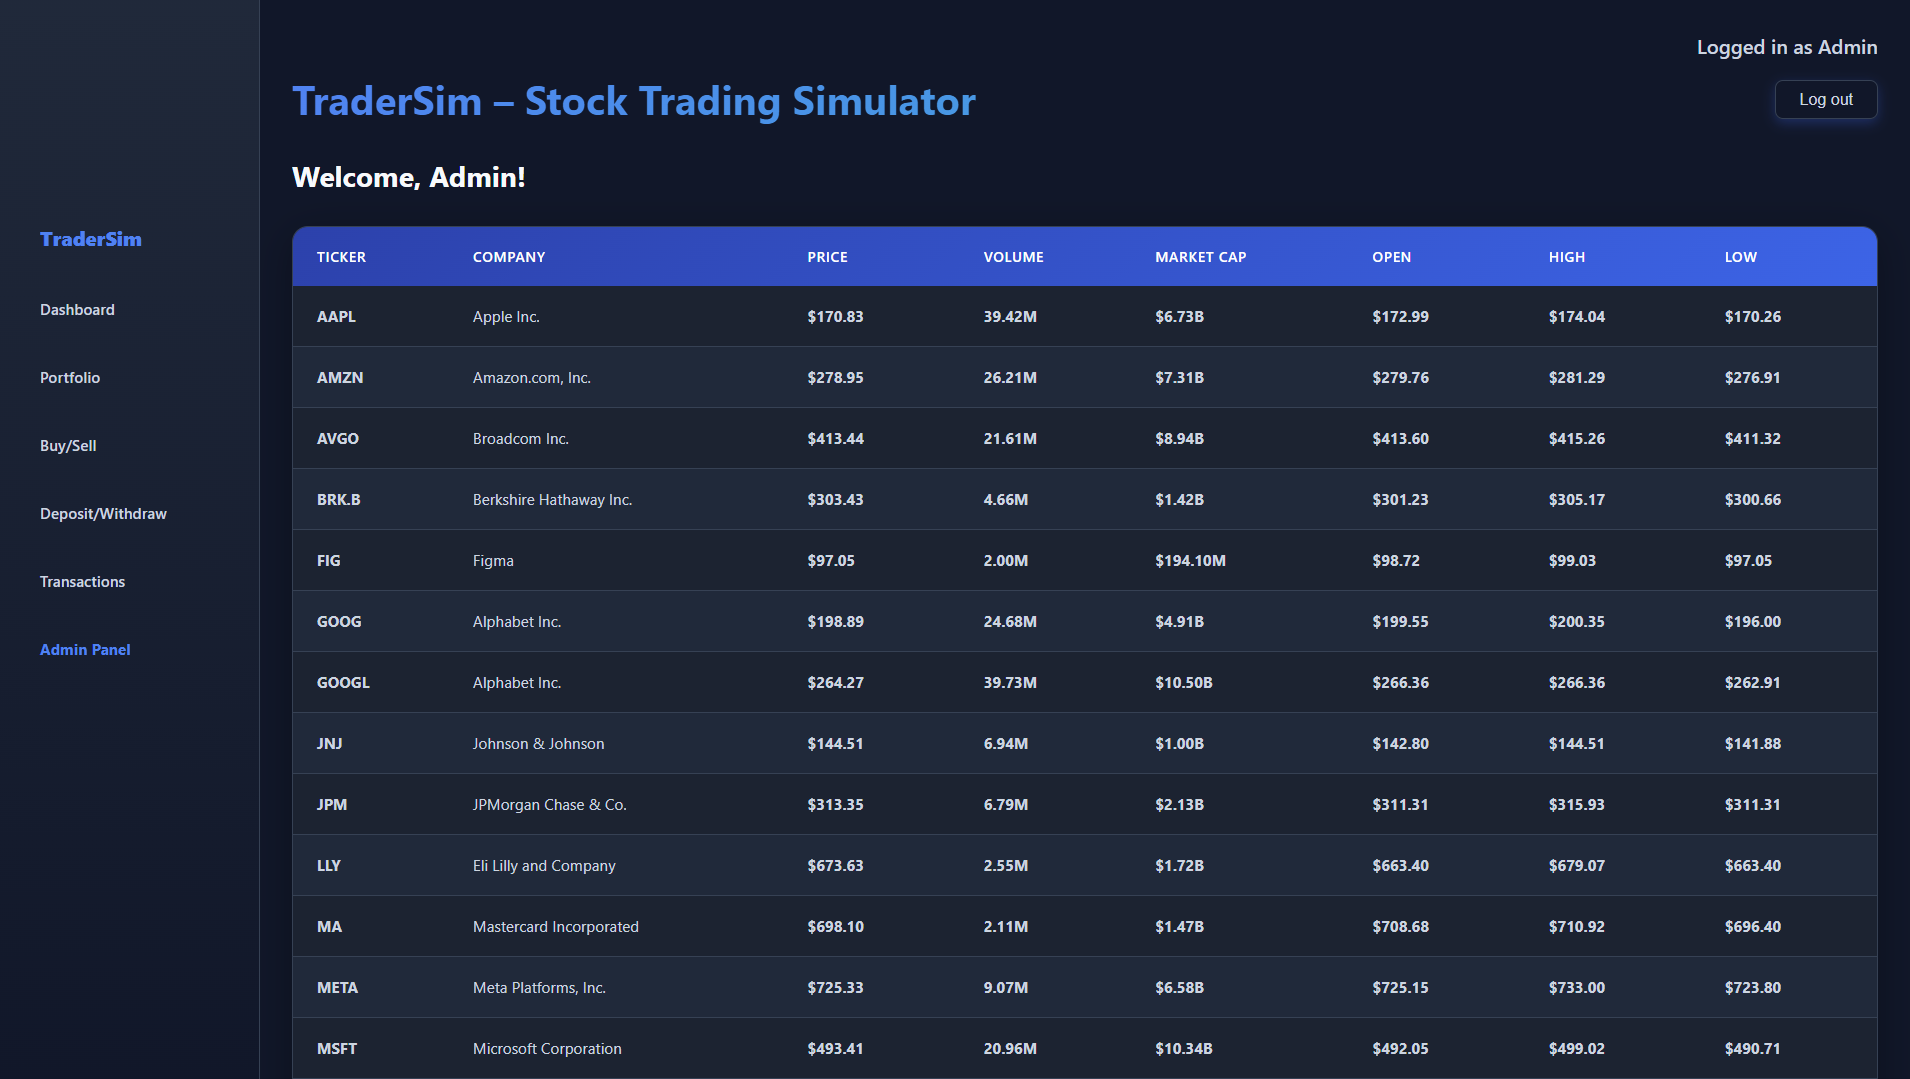 Logged in as Admin
TraderSim – Stock Trading Simulator
Log out
Welcome, Admin!
TraderSim
Dashboard
Portfolio
Buy/Sell
Deposit/Withdraw
Transactions
Admin Panel
TICKER COMPANY PRICE VOLUME MARKET CAP OPEN HIGH LOW
AAPL Apple Inc. $170.83 39.42M $6.73B $172.99 $174.04 $170.26
AMZN Amazon.com, Inc. $278.95 26.21M $7.31B $279.76 $281.29 $276.91
AVGO Broadcom Inc. $413.44 21.61M $8.94B $413.60 $415.26 $411.32
BRK.B Berkshire Hathaway Inc. $303.43 4.66M $1.42B $301.23 $305.17 $300.66
FIG Figma $97.05 2.00M $194.10M $98.72 $99.03 $97.05
GOOG Alphabet Inc. $198.89 24.68M $4.91B $199.55 $200.35 $196.00
GOOGL Alphabet Inc. $264.27 39.73M $10.50B $266.36 $266.36 $262.91
JNJ Johnson & Johnson $144.51 6.94M $1.00B $142.80 $144.51 $141.88
JPM JPMorgan Chase & Co. $313.35 6.79M $2.13B $311.31 $315.93 $311.31
LLY Eli Lilly and Company $673.63 2.55M $1.72B $663.40 $679.07 $663.40
MA Mastercard Incorporated $698.10 2.11M $1.47B $708.68 $710.92 $696.40
META Meta Platforms, Inc. $725.33 9.07M $6.58B $725.15 $733.00 $723.80
MSFT Microsoft Corporation $493.41 20.96M $10.34B $492.05 $499.02 $490.71